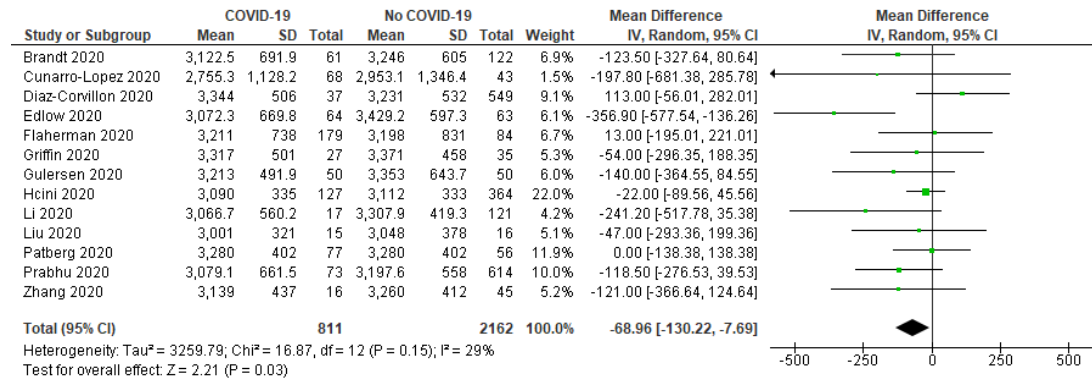 COVID-19 No COVID-19 Mean Difference Mean Difference
Study or Subgroup Mean SD Total Mean SD Total Weight IV, Random, 95% CI IV, Random, 95% CI
Brandt 2020 3,122.5 691.9 61 3,246 605 122 6.9% -123.50 [-327.64, 80.64]
Cunarro-Lopez 2020 2,755.3 1,128.2 68 2,953.1 1,346.4 43 1.5% -197.80 [-681.38, 285.78]
Diaz-Corvillon 2020 3,344 506 37 3,231 532 549 9.1% 113.00 [-56.01, 282.01]
Edlow 2020 3,072.3 669.8 64 3,429.2 597.3 63 6.1% -356.90 [-577.54, -136.26]
Flaherman 2020 3,211 738 179 3,198 831 84 6.7% 13.00 [-195.01, 221.01]
Griffin 2020 3,317 501 27 3,371 458 35 5.3% -54.00 [-296.35, 188.35]
Gulersen 2020 3,213 491.9 50 3,353 643.7 50 5.9% -140.00 [-364.55, 84.55]
Hcini 2020 3,090 335 127 3,112 333 364 22.0% -22.00 [-89.56, 45.56]
Li 2020 3,066.7 560.2 17 3,307.9 419.3 121 4.2% -241.20 [-517.78, 35.38]
Liu 2020 3,001 321 15 3,048 378 16 5.1% -47.00 [-293.36, 199.36]
Patberg 2020 3,280 402 77 3,280 402 56 11.9% 0.00 [-138.38, 138.38]
Prabhu 2020 3,079.1 661.5 73 3,197.6 558 614 10.0% -118.50 [-276.53, 39.53]
Zhang 2020 3,139 437 16 3,260 412 45 5.2% -121.00 [-366.64, 124.64]
Total (95% CI) 811 2162 100.0% -68.96 [-130.22, -7.69]
Heterogeneity: Tau² = 3259.79; Chi² = 16.87, df = 12 (P = 0.15); I² = 29%
Test for overall effect: Z = 2.21 (P = 0.03)
-500 -250 0 250 500